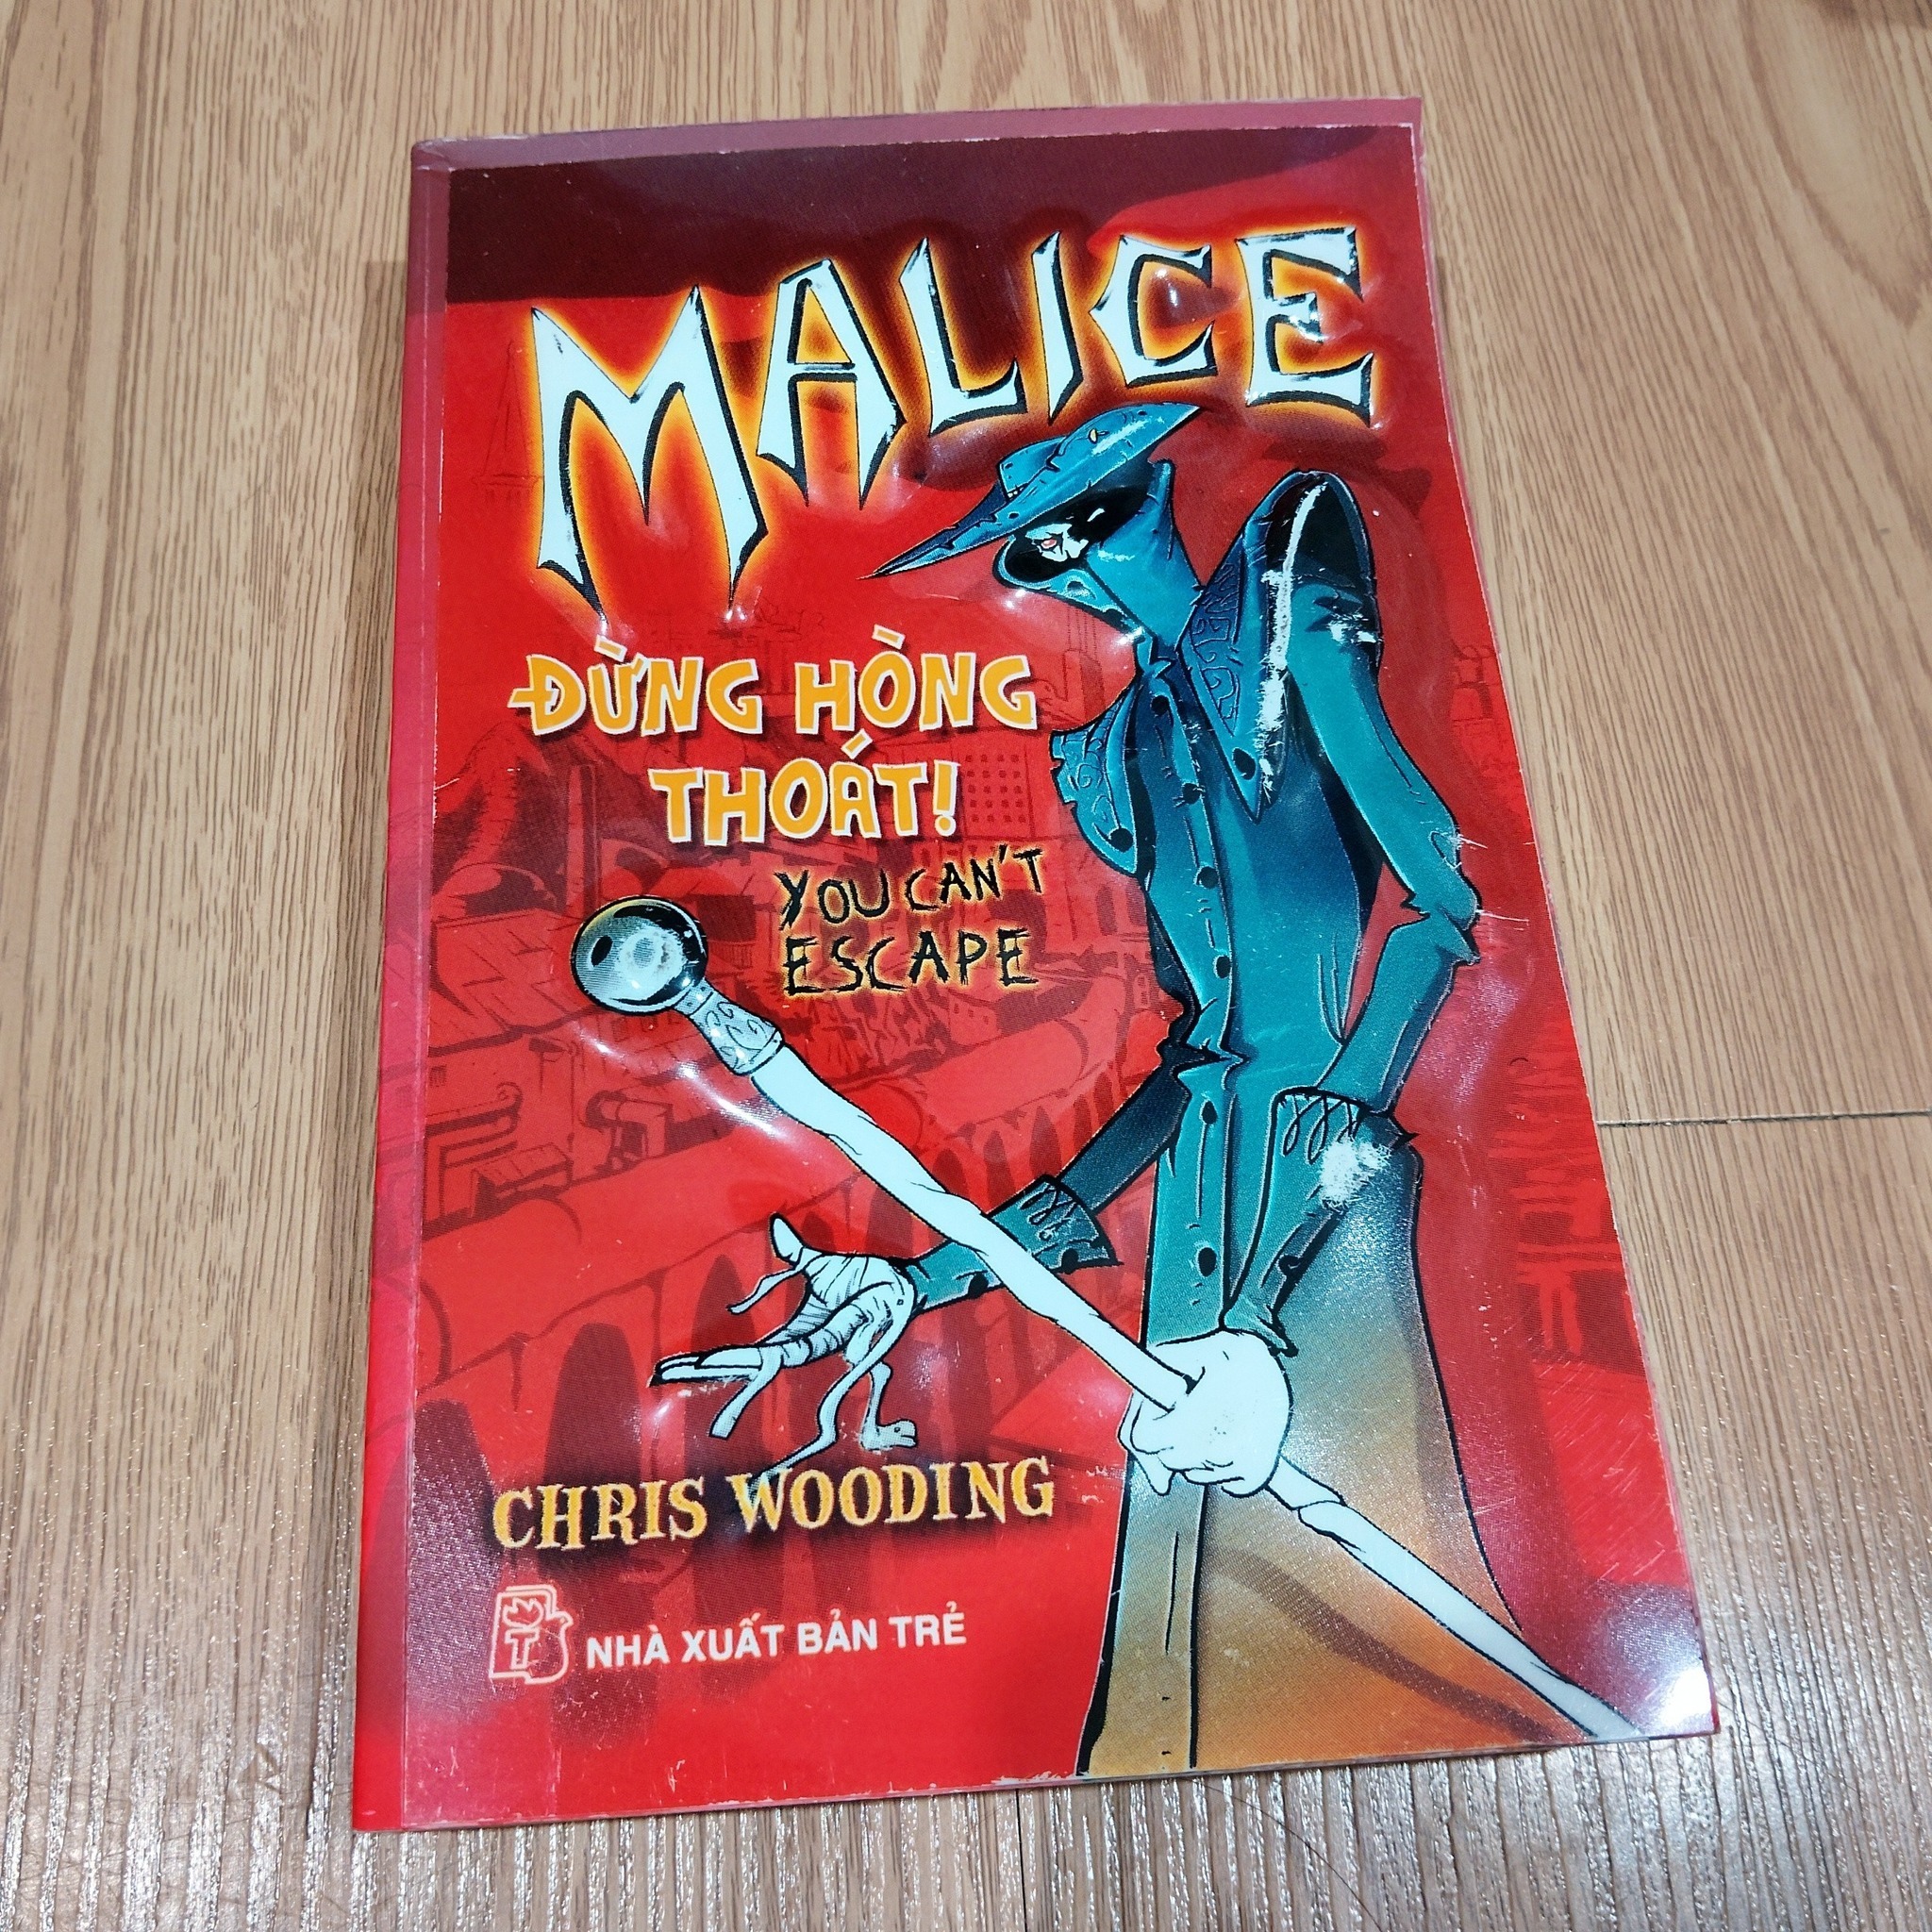 MALICE
ĐỪNG HÒNG
THOÁT!
YOU CAN'T
ESCAPE
CHRIS WOODING
NHÀ XUẤT BẢN TRẺ